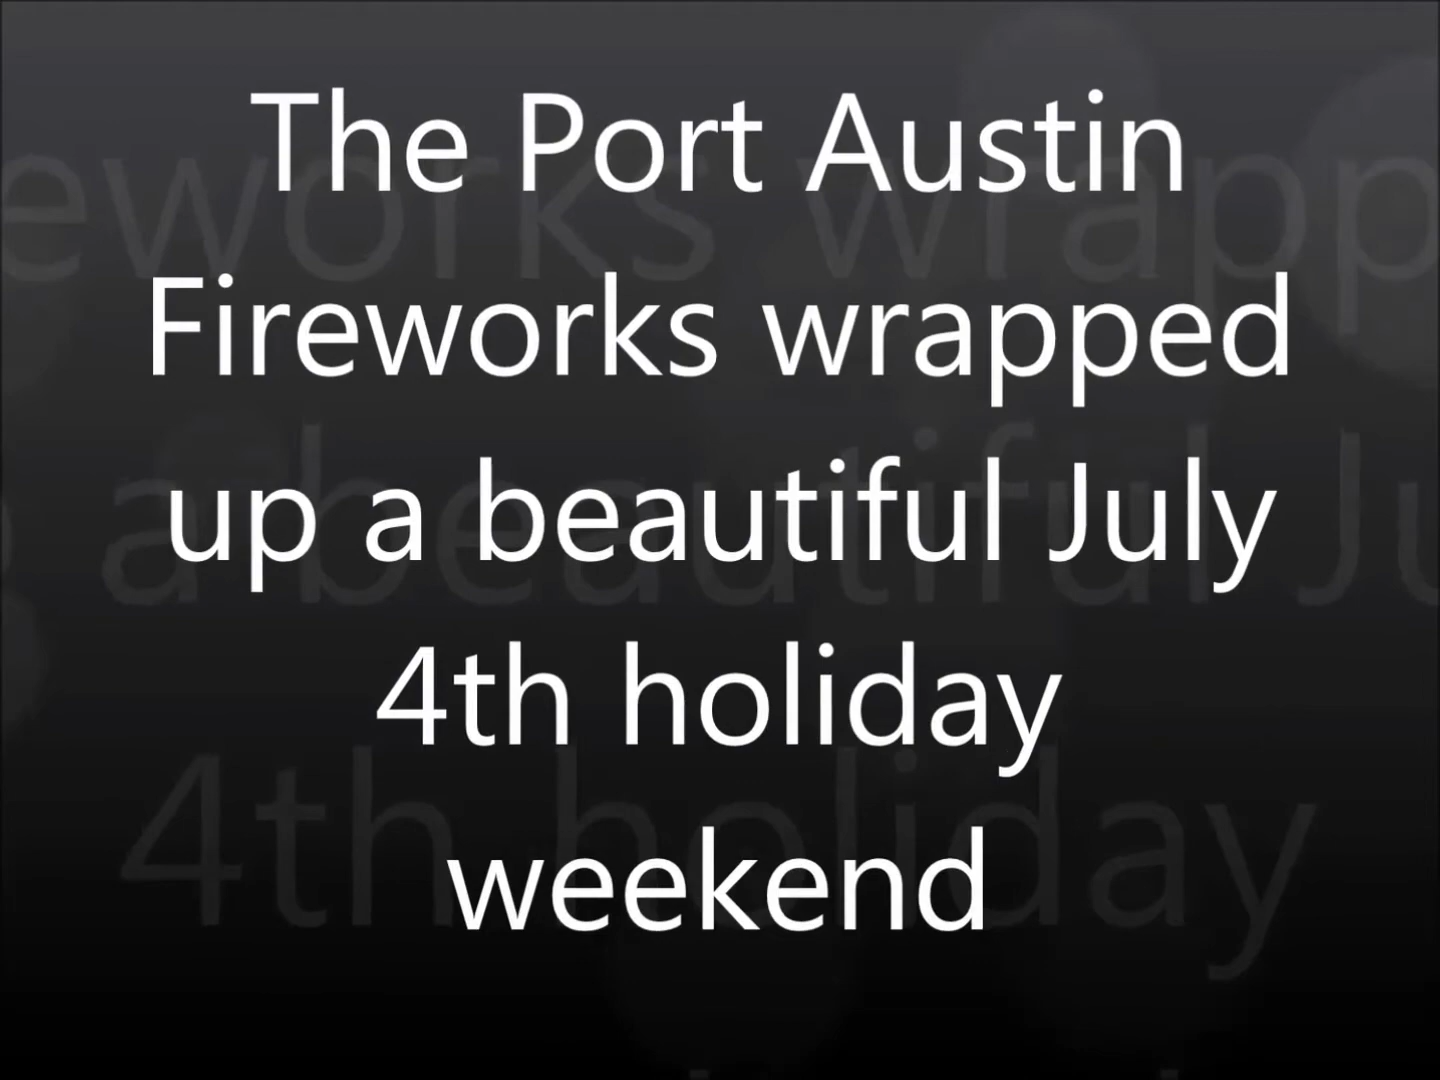 The Port Austin
Fireworks wrapped
up a beautiful July
4th holiday
weekend